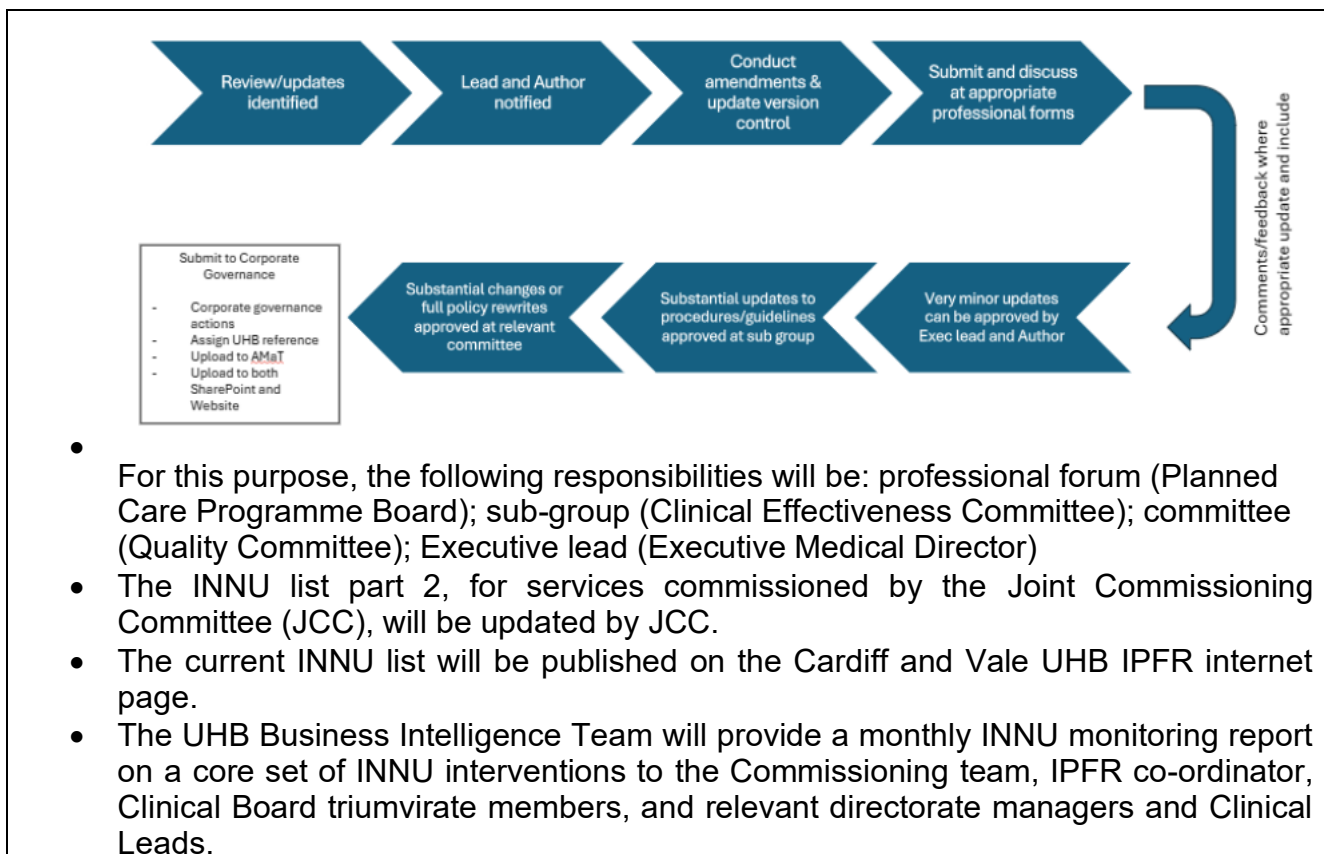 Review/updates
identified
Lead and Author
notified
Conduct
amendments &
update version
control
Submit and discuss
at appropriate
professional forms
Comments/feedback where
appropriate update and include
Very minor updates
can be approved by
Exec lead and Author
Substantial updates to
procedures/guidelines
approved at sub group
Substantial changes or
full policy rewrites
approved at relevant
committee
Submit to Corporate
Governance
- Corporate governance
actions
- Assign UHB reference
- Upload to AMaT
- Upload to both
SharePoint and
Website
•
For this purpose, the following responsibilities will be: professional forum (Planned
Care Programme Board); sub-group (Clinical Effectiveness Committee); committee
(Quality Committee); Executive lead (Executive Medical Director)
• The INNU list part 2, for services commissioned by the Joint Commissioning
Committee (JCC), will be updated by JCC.
• The current INNU list will be published on the Cardiff and Vale UHB IPFR internet
page.
• The UHB Business Intelligence Team will provide a monthly INNU monitoring report
on a core set of INNU interventions to the Commissioning team, IPFR co-ordinator,
Clinical Board triumvirate members, and relevant directorate managers and Clinical
Leads.